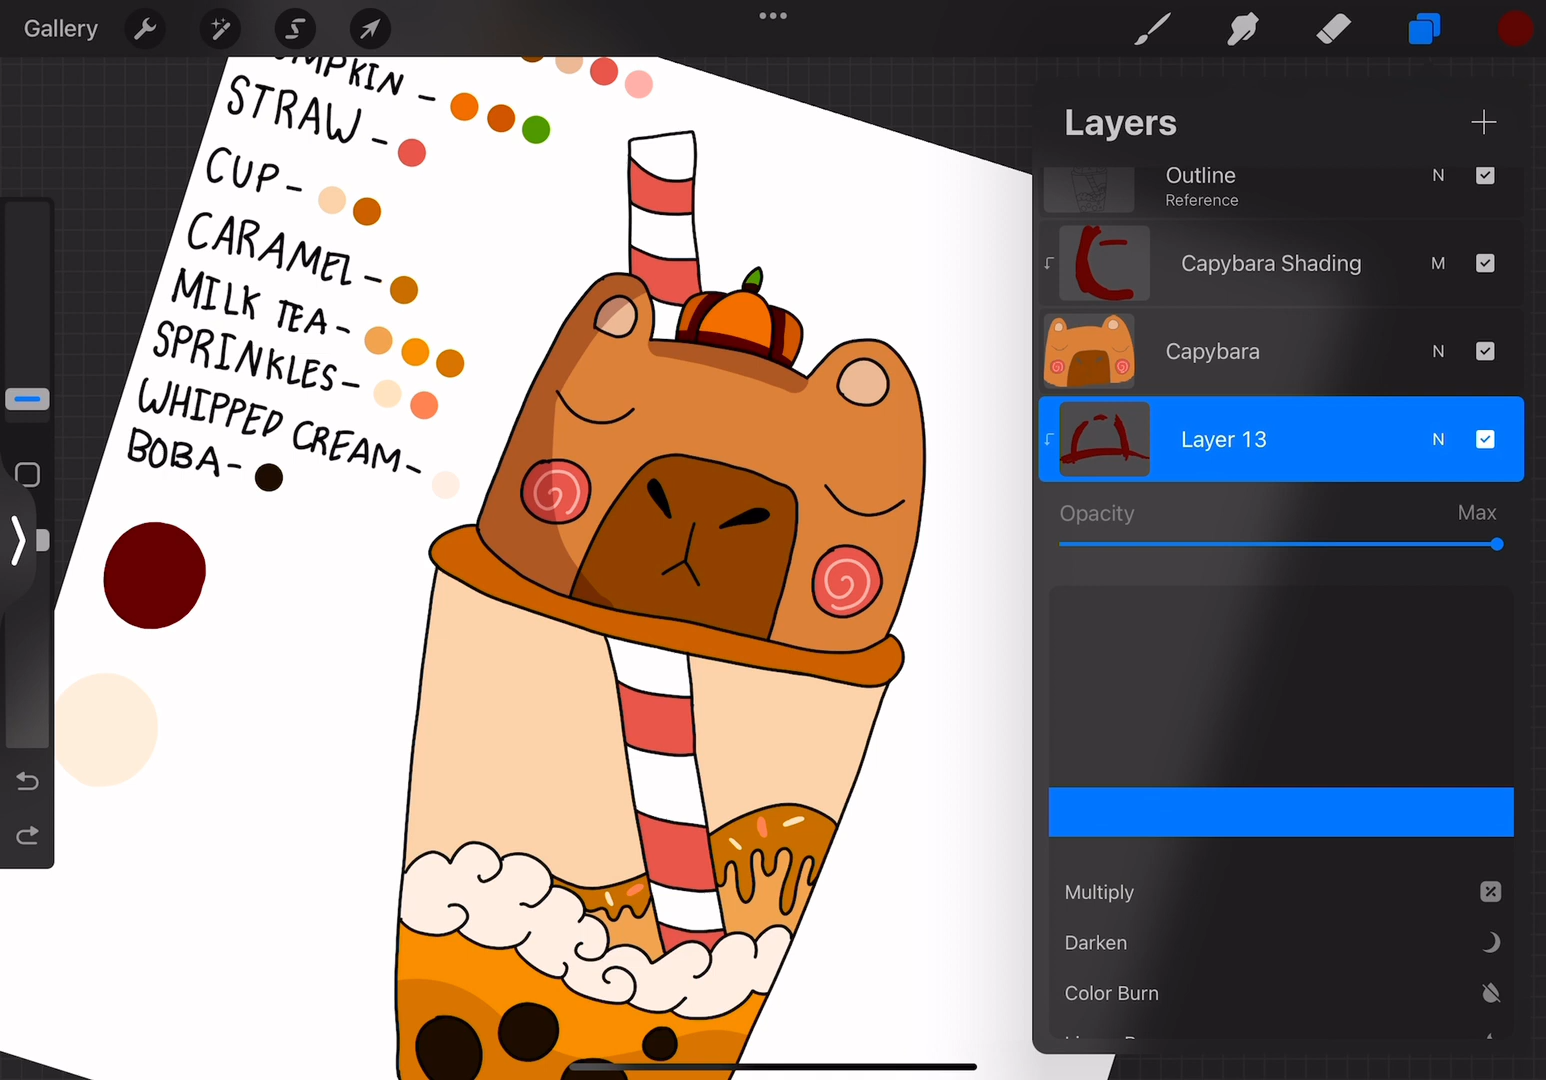 Gallery
STRAW -
CUP -
CARAMEL -
MILK TEA -
SPRINKLES -
WHIPPED CREAM -
BOBA -
Layers
Outline N
Reference
Capybara Shading M
Capybara N
Layer 13 N
Opacity Max
Multiply
Darken
Color Burn